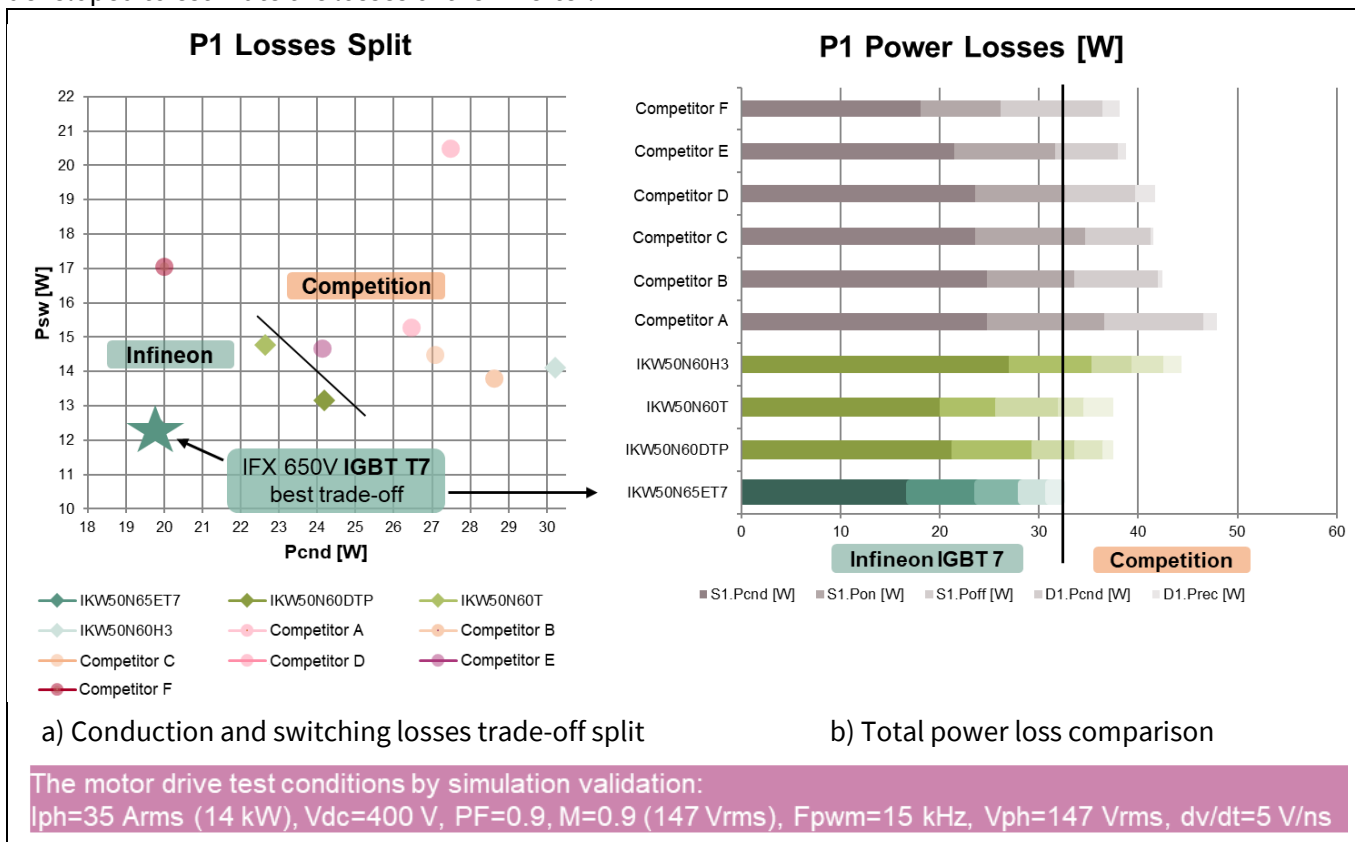 P1 Losses Split
22
21
20
19
18
17
16
15
14
13
12
11
10
Psw [W]
18 19 20 21 22 23 24 25 26 27 28 29 30
Pcnd [W]
Competition
Infineon
IFX 650V IGBT T7
best trade-off
IKW50N65ET7 IKW50N60DTP IKW50N60T
IKW50N60H3 Competitor A Competitor B
Competitor C Competitor D Competitor E
Competitor F
P1 Power Losses [W]
Competitor F
Competitor E
Competitor D
Competitor C
Competitor B
Competitor A
IKW50N60H3
IKW50N60T
IKW50N60DTP
IKW50N65ET7
0 10 20 30 40 50 60
Infineon IGBT 7 Competition
S1.Pcnd [W] S1.Pon [W] S1.Poff [W] D1.Pcnd [W] D1.Prec [W]
a) Conduction and switching losses trade-off split
b) Total power loss comparison
The motor drive test conditions by simulation validation:
Iph=35 Arms (14 kW), Vdc=400 V, PF=0.9, M=0.9 (147 Vrms), Fpwm=15 kHz, Vph=147 Vrms, dv/dt=5 V/ns